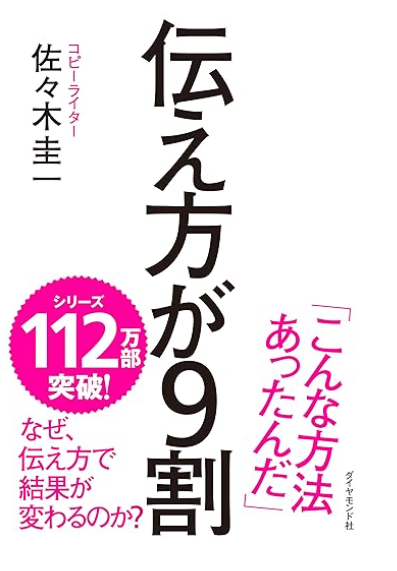 伝え方が9割
コピーライター
佐々木圭一
シリーズ
112万部
突破!
なぜ、
伝え方で
結果が
変わるのか?
「こんな方法
あったんだ」
ダイヤモンド社